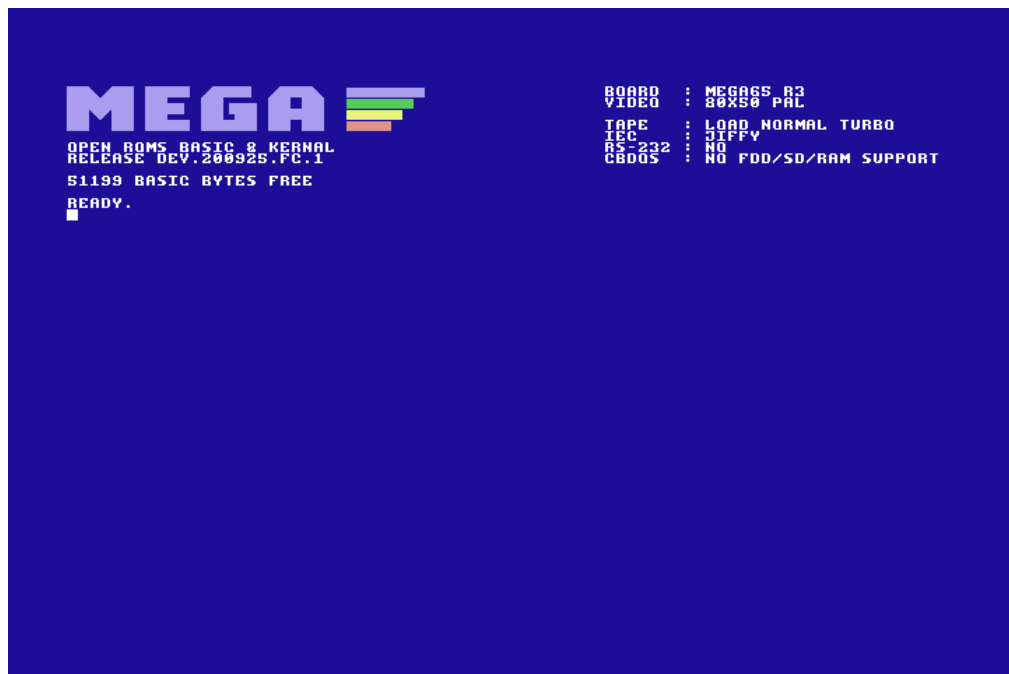 MEGA
OPEN ROMS BASIC & KERNAL
RELEASE DEV.200925.FC.1
51199 BASIC BYTES FREE
READY.
BOARD : MEGA65 R3
VIDEO : 80X50 PAL
TAPE : LOAD NORMAL TURBO
IEC : JIFFY
RS-232 : NO
CBDOS : NO FDD/SD/RAM SUPPORT